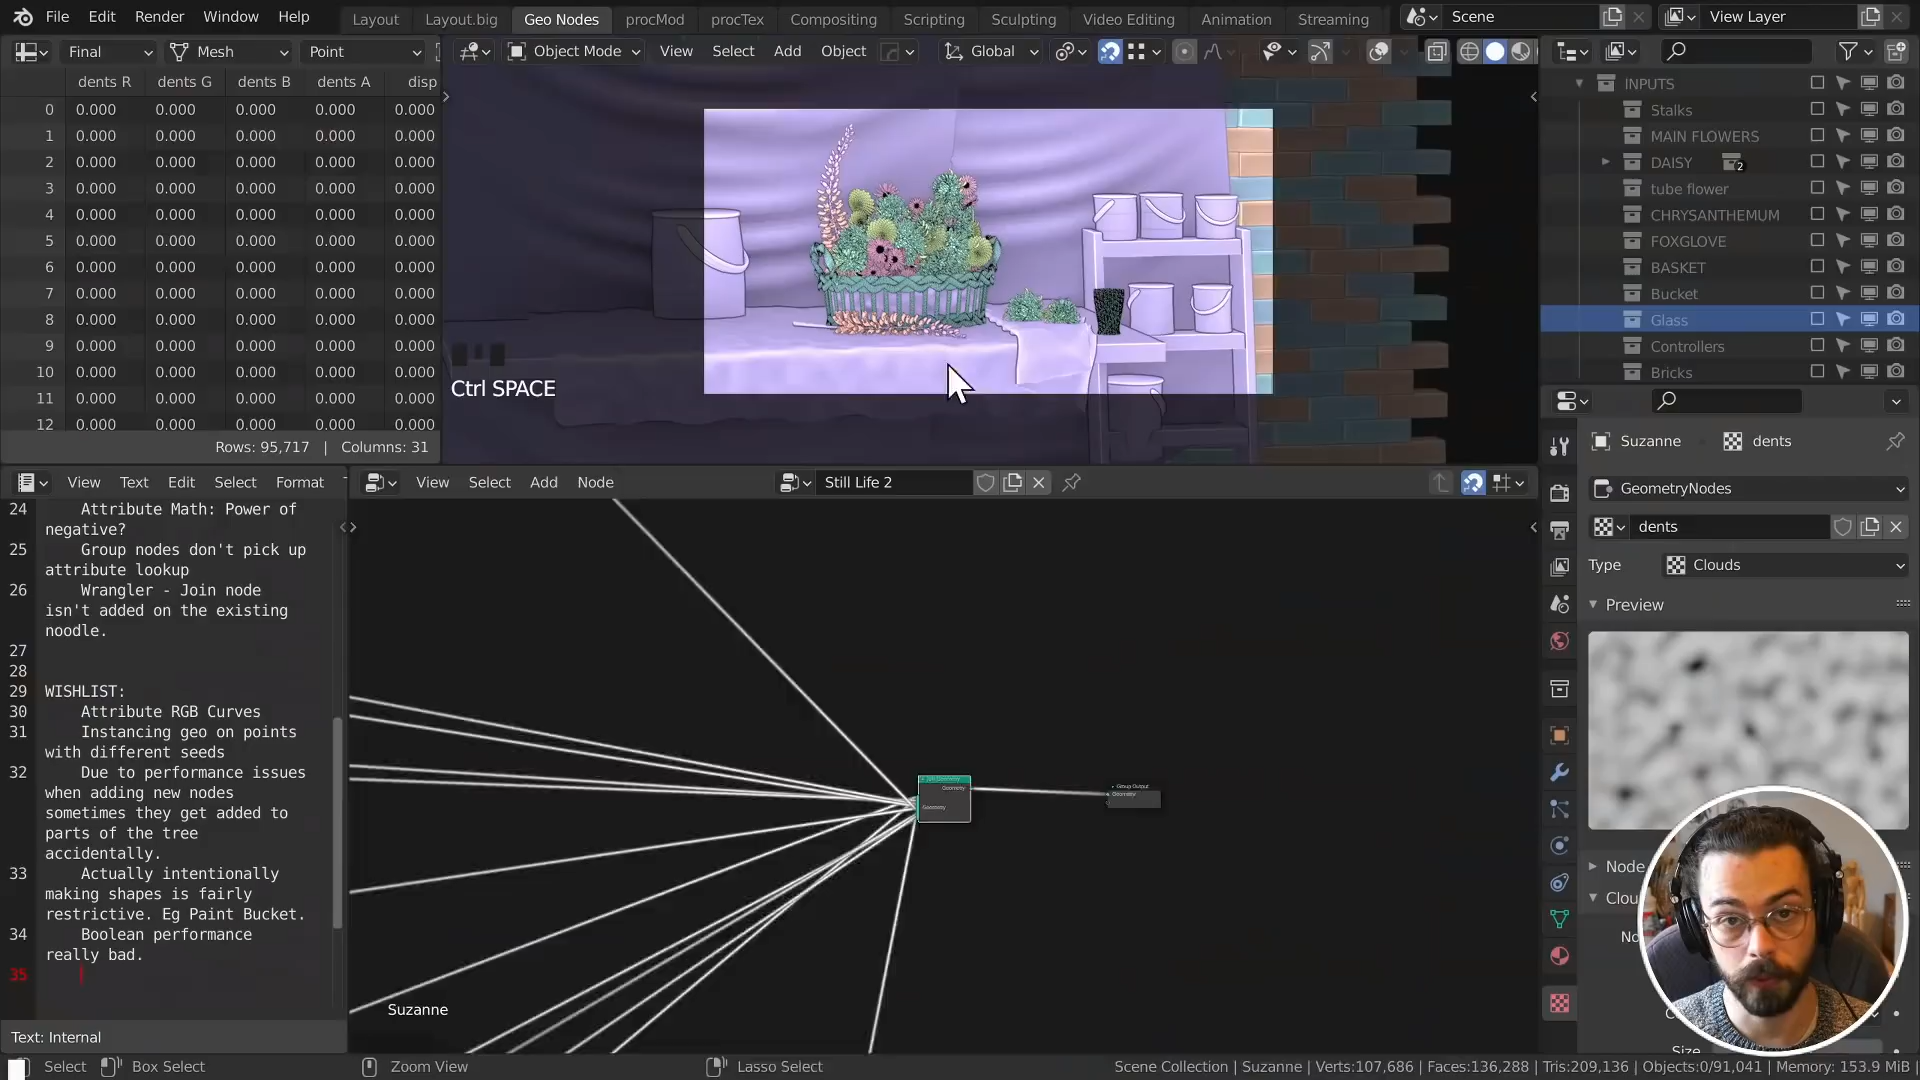 File Edit Render Window Help Layout Layout.big Geo Nodes procMod procTex Compositing Scripting Sculpting Video Editing Animation Streaming Scene View Layer
Final Mesh Point Object Mode View Select Add Object Global
dents R dents G dents B dents A disp
0 0.000 0.000 0.000 0.000 0.000
1 0.000 0.000 0.000 0.000 0.000
2 0.000 0.000 0.000 0.000 0.000
3 0.000 0.000 0.000 0.000 0.000
4 0.000 0.000 0.000 0.000 0.000
5 0.000 0.000 0.000 0.000 0.000
6 0.000 0.000 0.000 0.000 0.000
7 0.000 0.000 0.000 0.000 0.000
8 0.000 0.000 0.000 0.000 0.000
9 0.000 0.000 0.000 0.000 0.000
10 0.000 0.000 0.000 0.000 0.000
11 0.000 0.000 0.000 0.000 0.000
12 0.000 0.000 0.000 0.000 0.000
Rows: 95,717 | Columns: 31
Ctrl SPACE
INPUTS
Stalks
MAIN FLOWERS
DAISY 2
tube flower
CHRYSANTHEMUM
FOXGLOVE
BASKET
Bucket
Glass
Controllers
Bricks
View Text Edit Select Format
24 Attribute Math: Power of
negative?
25 Group nodes don't pick up
attribute lookup
26 Wrangler - Join node
isn't added on the existing
noodle.
27
28
29 WISHLIST:
30 Attribute RGB Curves
31 Instancing geo on points
with different seeds
32 Due to performance issues
when adding new nodes
sometimes they get added to
parts of the tree
accidentally.
33 Actually intentionally
making shapes is fairly
restrictive. Eg Paint Bucket.
34 Boolean performance
really bad.
35
Text: Internal
View Select Add Node Still Life 2
Join Geometry
Geometry
Geometry
Group Output
Geometry
Suzanne
Suzanne dents
GeometryNodes
dents
Type Clouds
Preview
Node
Clou
No
Size
Select Box Select Zoom View Lasso Select Scene Collection | Suzanne | Verts:107,686 | Faces:136,288 | Tris:209,136 | Objects:0/91,041 | Memory: 153.9 MiB